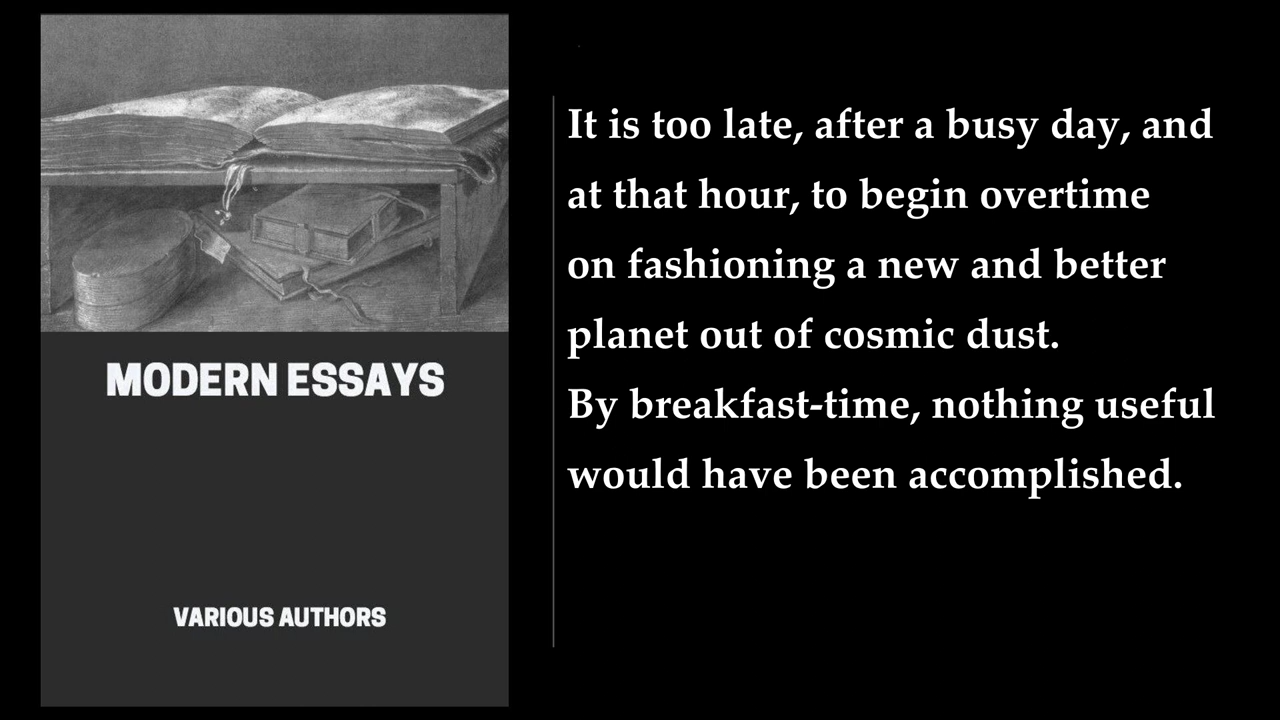 MODERN ESSAYS
VARIOUS AUTHORS
It is too late, after a busy day, and
at that hour, to begin overtime
on fashioning a new and better
planet out of cosmic dust.
By breakfast-time, nothing useful
would have been accomplished.